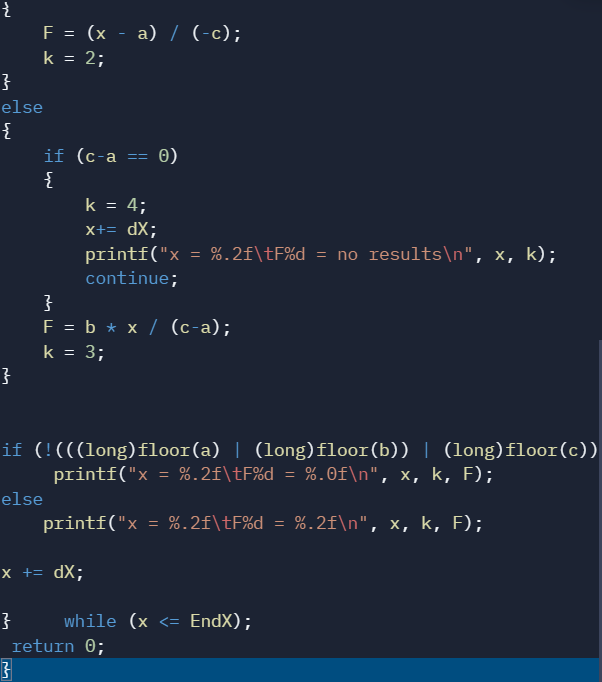 {
    F = (x - a) / (-c);
    k = 2;
}
else
{
    if (c-a == 0)
    {
        k = 4;
        x+= dX;
        printf("x = %.2f\tF%d = no results\n", x, k);
        continue;
    }
    F = b * x / (c-a);
    k = 3;
}
if (!(((long)floor(a) | (long)floor(b)) | (long)floor(c))
     printf("x = %.2f\tF%d = %.0f\n", x, k, F);
else
    printf("x = %.2f\tF%d = %.2f\n", x, k, F);
x += dX;
}     while (x <= EndX);
 return 0;
}